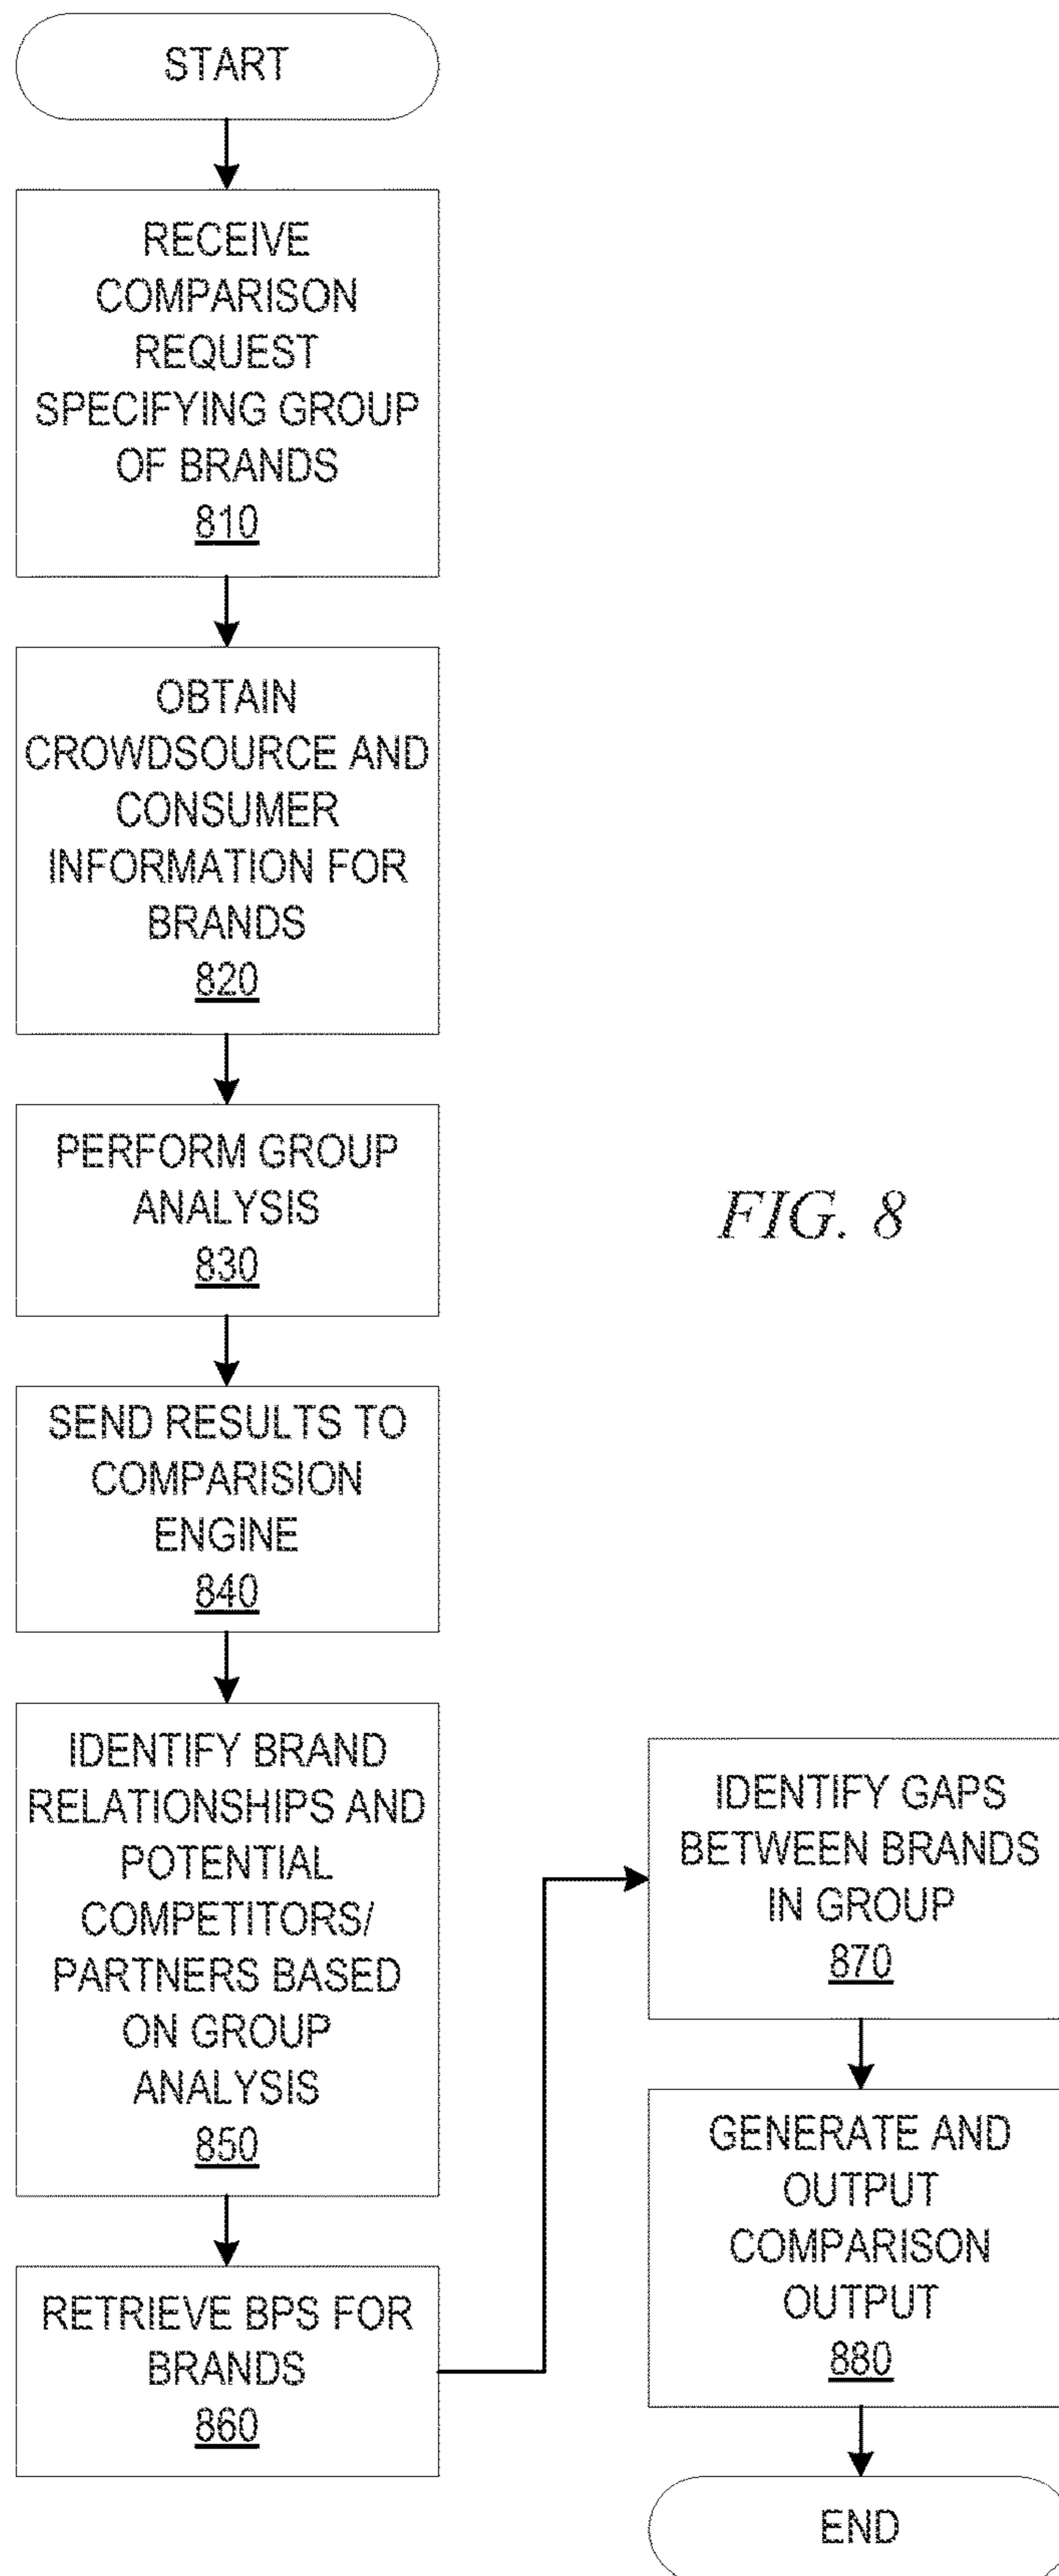 START
RECEIVE
COMPARISON
REQUEST
SPECIFYING GROUP
OF BRANDS
810
OBTAIN
CROWDSOURCE AND
CONSUMER
INFORMATION FOR
BRANDS
820
PERFORM GROUP
ANALYSIS
830
SEND RESULTS TO
COMPARISION
ENGINE
840
IDENTIFY BRAND
RELATIONSHIPS AND
POTENTIAL
COMPETITORS/
PARTNERS BASED
ON GROUP
ANALYSIS
850
RETRIEVE BPS FOR
BRANDS
860
FIG. 8
IDENTIFY GAPS
BETWEEN BRANDS
IN GROUP
870
GENERATE AND
OUTPUT
COMPARISON
OUTPUT
880
END